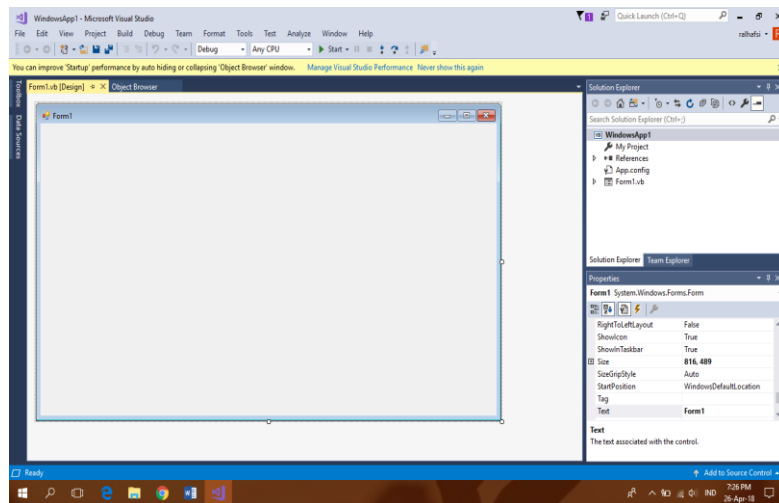 WindowsApp1 - Microsoft Visual Studio
Quick Launch (Ctrl+Q)
File Edit View Project Build Debug Team Format Tools Test Analyze Window Help
ralhafsi
Debug Any CPU Start
You can improve 'Startup' performance by auto hiding or collapsing 'Object Browser' window. Manage Visual Studio Performance Never show this again
Toolbox
Data Sources
Form1.vb [Design] Object Browser
Form1
Solution Explorer
Search Solution Explorer (Ctrl+;)
WindowsApp1
My Project
References
App.config
Form1.vb
Solution Explorer Team Explorer
Properties
Form1 System.Windows.Forms.Form
RightToLeftLayout False
ShowIcon True
ShowInTaskbar True
Size 816, 489
SizeGripStyle Auto
StartPosition WindowsDefaultLocation
Tag
Text Form1
Text
The text associated with the control.
Ready
Add to Source Control
IND
7:26 PM
26-Apr-18